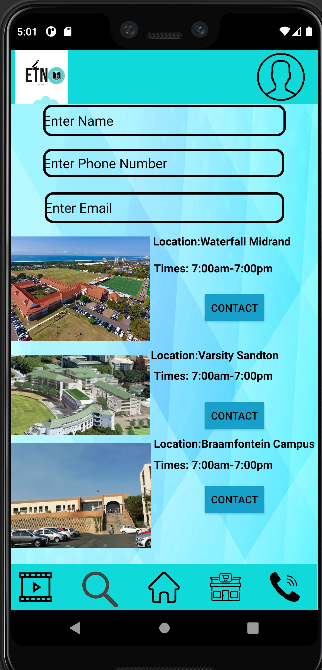 5:01
ETN
Enter Name
Enter Phone Number
Enter Email
Location:Waterfall Midrand
Times: 7:00am-7:00pm
CONTACT
Location:Varsity Sandton
Times: 7:00am-7:00pm
CONTACT
Location:Braamfontein Campus
Times: 7:00am-7:00pm
CONTACT